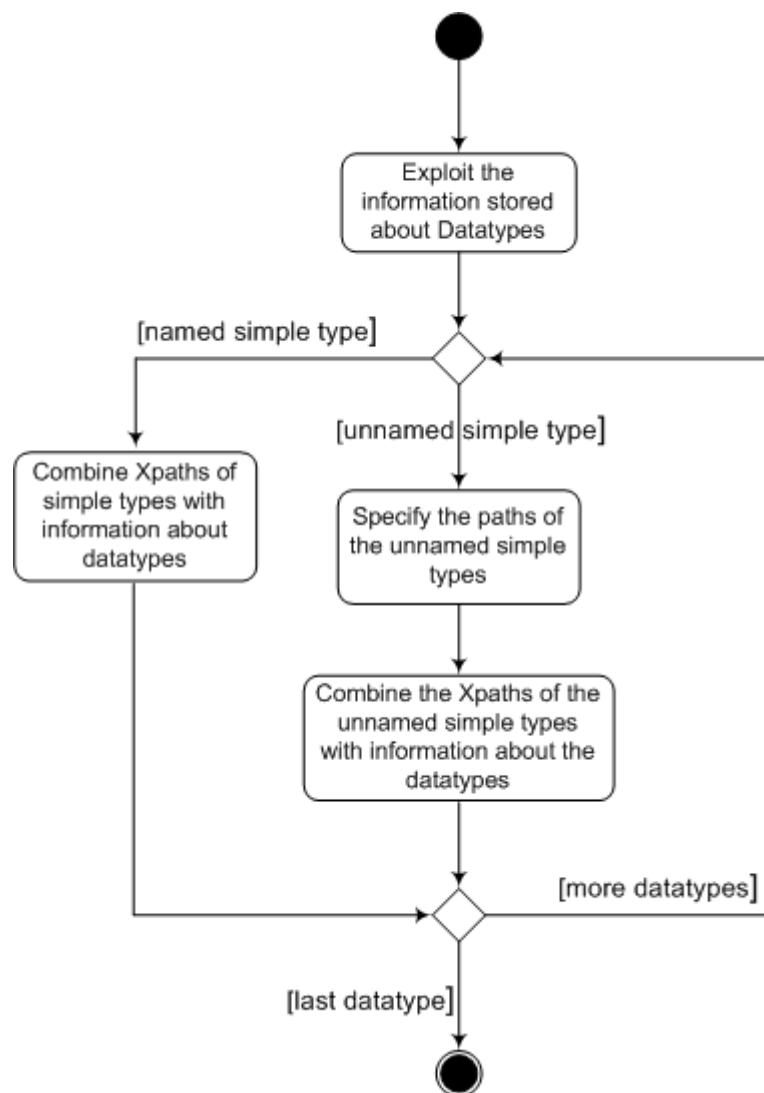 Exploit the
information stored
about Datatypes
[named simple type]
[unnamed simple type]
Combine Xpaths of
simple types with
information about
datatypes
Specify the paths of
the unnamed simple
types
Combine the Xpaths of the
unnamed simple types
with information about the
datatypes
[more datatypes]
[last datatype]